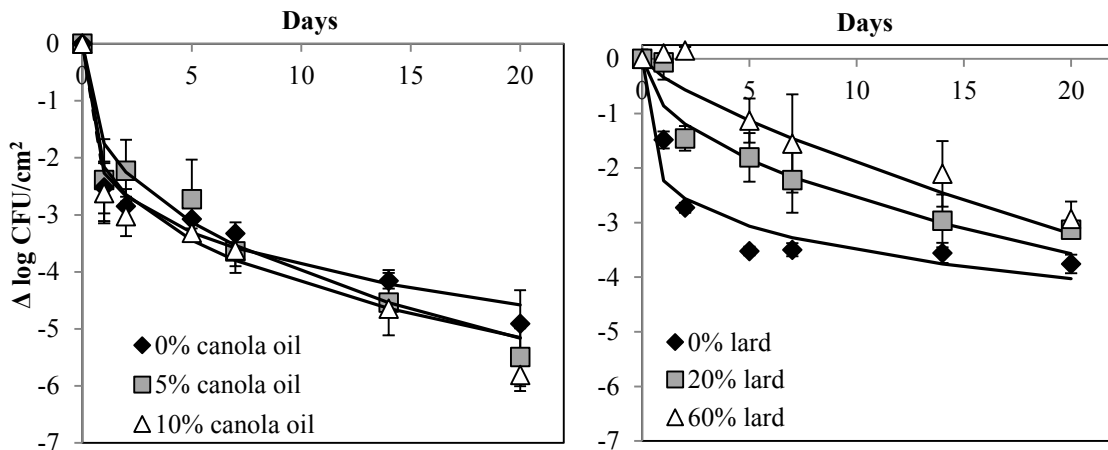 Days
0
0
5
10
15
20
-1
-2
-3
-4
-5
-6
-7
Δ log CFU/cm²
0% canola oil
5% canola oil
10% canola oil
Days
0
0
5
10
15
20
-1
-2
-3
-4
-5
-6
-7
0% lard
20% lard
60% lard